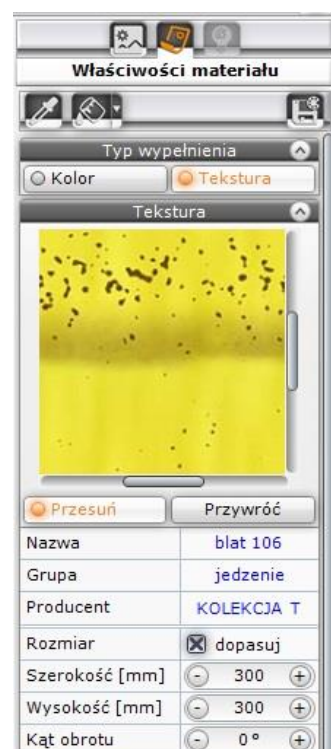 Właściwości materiału
Typ wypełnienia
Kolor Tekstura
Tekstura
Przesuń Przywróć
Nazwa blat 106
Grupa jedzenie
Producent KOLEKCJA T
Rozmiar dopasuj
Szerokość [mm] - 300 +
Wysokość [mm] - 300 +
Kąt obrotu - 0° +